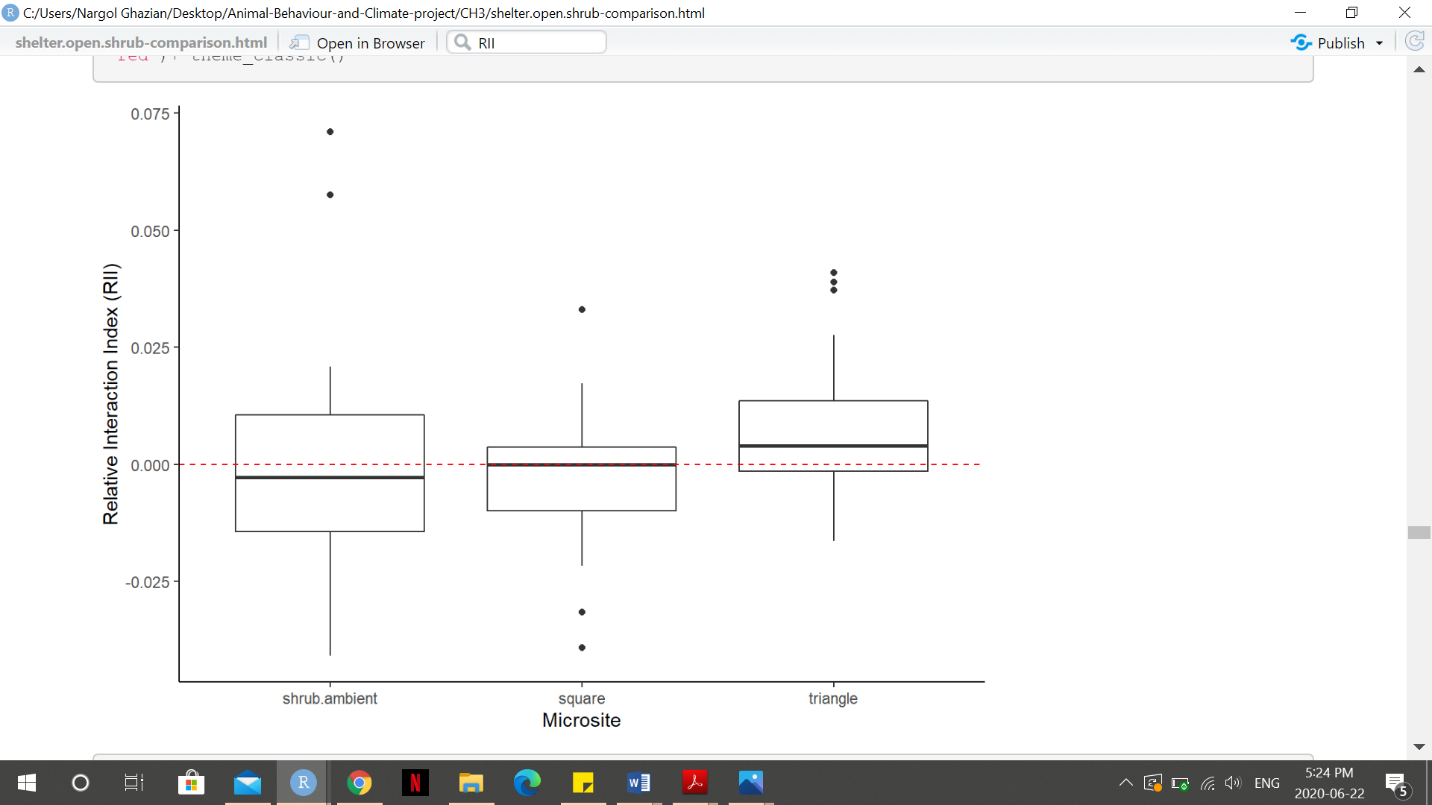 C:/Users/Nargol Ghazian/Desktop/Animal-Behaviour-and-Climate-project/CH3/shelter.open.shrub-comparison.html
shelter.open.shrub-comparison.html Open in Browser RII Publish
red")+ theme_classic()
0.075
0.050
0.025
0.000
-0.025
Relative Interaction Index (RII)
shrub.ambient square triangle
Microsite
ENG
5:24 PM
2020-06-22
5